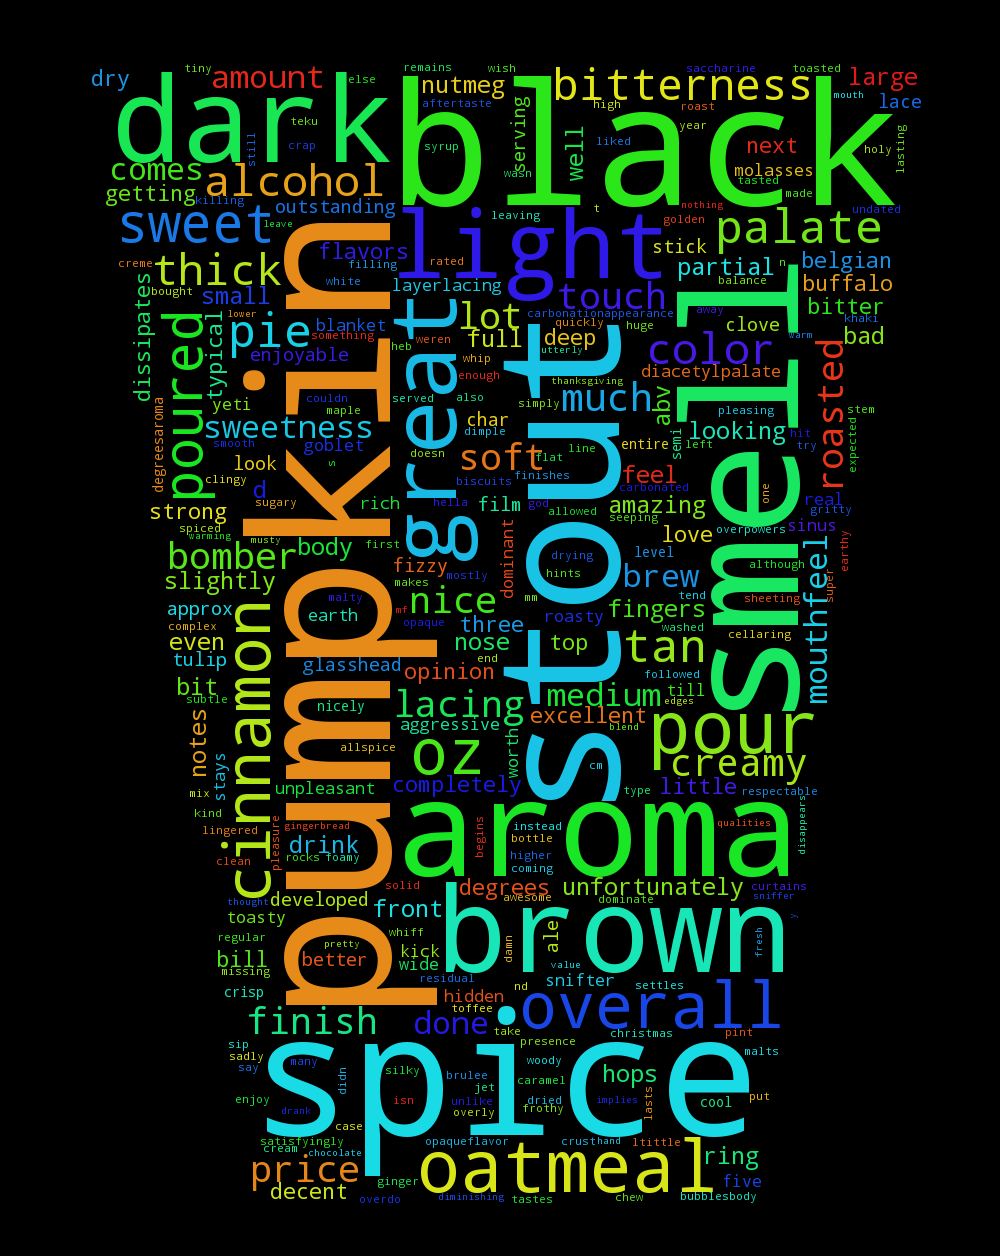 tiny
else
remains
wish
saccharine
toasted
dry
amount
nutmeg
bitterness
large
dark
black
aftertaste
high
roast
mouth
lace
teku
crap
still
syrup
serving
well
liked
year
next
holy
lasting
comes
alcohol
wasn
molasses
tasted
made
getting
killing
outstanding
leaving
t
nothing
golden
undated
sweet
leave
pumpkin
light
stick
palate
creme
thick
flavors
filling
rated
partial
n
belgian
bought
small
white
layerlacing
touch
balance
buffalo
dissipates
lower
lot
carbonationappearance
away
bitter
poured
typical
pie
blanket
great
quickly
huge
clove
khaki
something
weren
full
deep
color
warm
bad
enjoyable
heb
whip
utterly
stout
smell
roasted
enough
thanksgiving
diacetylpalate
couldn
served
also
simply
much
abv
pleasing
yeti
maple
char
looking
stem
sweetness
dimple
line
entire
left
semi
hit
expected
smooth
goblet
doesn
soft
flat
try
look
s
biscuits
finishes
feel
one
degreesaroma
clingy
carbonated
d
sugary
rich
hella
film
god
allowed
amazing
real
gritty
strong
seeping
spiced
first
love
overpowers
sinus
warming
musty
body
dominant
drying
level
although
earthy
bomber
fizzy
mostly
hints
brew
super
slightly
makes
malty
nice
mm
tend
sheeting
mouthfeel
approx
earth
mf
opaque
roasty
fingers
complex
three
washed
cellaring
even
cinnamon
nose
top
tan
tulip
glasshead
end
opinion
followed
bit
medium
till
subtle
nicely
lacing
edges
notes
aggressive
excellent
blend
pour
allspice
worth
oz
creamy
stays
cm
unpleasant
completely
type
little
respectable
mix
kind
aroma
disappears
lingered
gingerbread
pleasure
begins
instead
qualities
drink
bottle
clean
rocks
foamy
higher
coming
thought
solid
degrees
unfortunately
curtains
developed
awesome
dominate
sniffer
toasty
front
brown
regular
whiff
pretty
kick
damn
ale
fresh
bill
better
wide
value
missing
residual
snifter
settles
crisp
hidden
nd
overall
toffee
finish
done
take
christmas
pint
sip
presence
sadly
many
spice
woody
malts
say
didn
silky
brulee
jet
caramel
hops
enjoy
isn
unlike
dried
implies
lasts
cool
put
drank
overly
frothy
case
satisfyingly
opaqueflavor
crust
hand
ltittle
cream
chocolate
ring
price
oatmeal
decent
ginger
five
overdo
diminishing
tastes
chew
bubblesbody